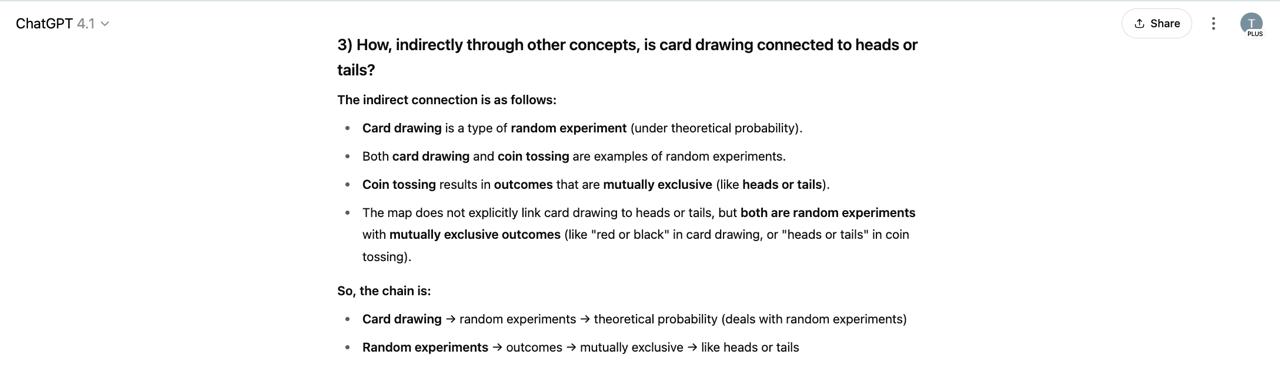 ChatGPT 4.1
Share
T
PLUS
3) How, indirectly through other concepts, is card drawing connected to heads or
tails?
The indirect connection is as follows:
• Card drawing is a type of random experiment (under theoretical probability).
• Both card drawing and coin tossing are examples of random experiments.
• Coin tossing results in outcomes that are mutually exclusive (like heads or tails).
• The map does not explicitly link card drawing to heads or tails, but both are random experiments
with mutually exclusive outcomes (like "red or black" in card drawing, or "heads or tails" in coin
tossing).
So, the chain is:
• Card drawing → random experiments → theoretical probability (deals with random experiments)
• Random experiments → outcomes → mutually exclusive → like heads or tails